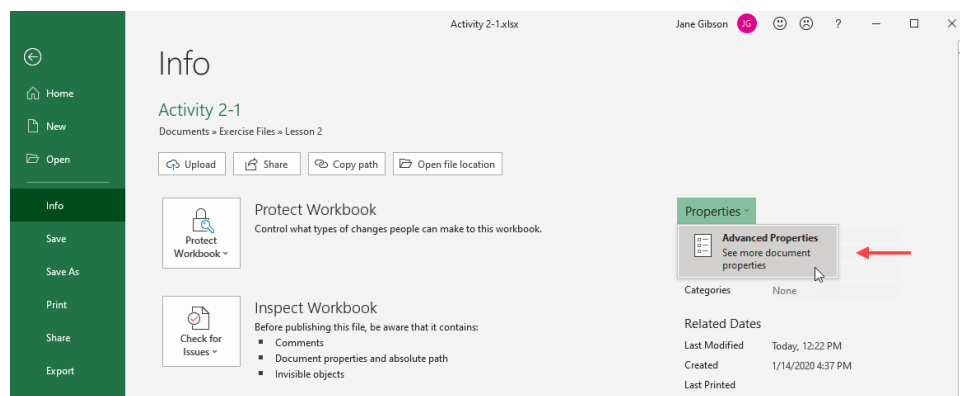 Activity 2-1.xlsx
Jane Gibson
JG
?
Info
Home
New
Open
Info
Save
Save As
Print
Share
Export
Activity 2-1
Documents » Exercise Files » Lesson 2
Upload
Share
Copy path
Open file location
Protect
Workbook
Protect Workbook
Control what types of changes people can make to this workbook.
Check for
Issues
Inspect Workbook
Before publishing this file, be aware that it contains:
Comments
Document properties and absolute path
Invisible objects
Properties
Advanced Properties
See more document
properties
Categories None
Related Dates
Last Modified Today, 12:22 PM
Created 1/14/2020 4:37 PM
Last Printed